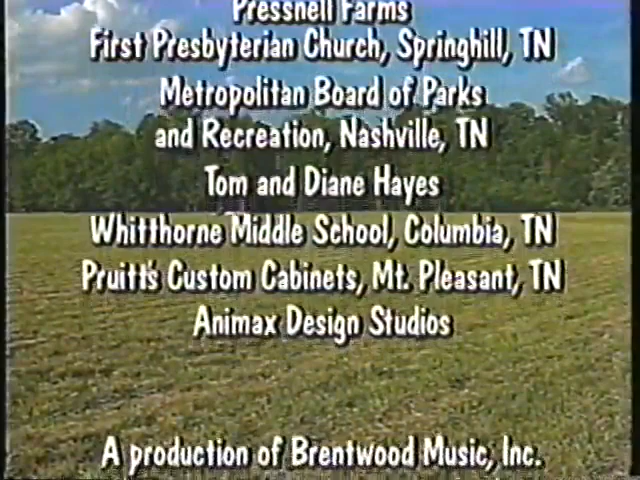 Pressnell Farms
First Presbyterian Church, Springhill, TN
Metropolitan Board of Parks
and Recreation, Nashville, TN
Tom and Diane Hayes
Whitthorne Middle School, Columbia, TN
Pruitt's Custom Cabinets, Mt. Pleasant, TN
Animax Design Studios
A production of Brentwood Music, Inc.